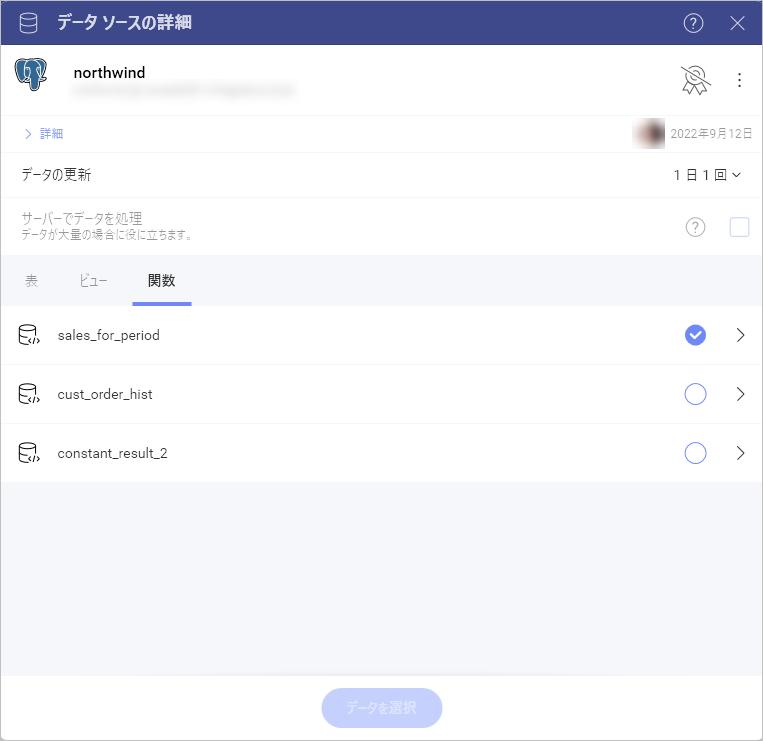 データ ソースの詳細
northwind
詳細
2022年9月12日
データの更新
1 日 1 回
サーバーでデータを処理
データが大量の場合に役に立ちます。
表 ビュー 関数
sales_for_period
cust_order_hist
constant_result_2
データを選択